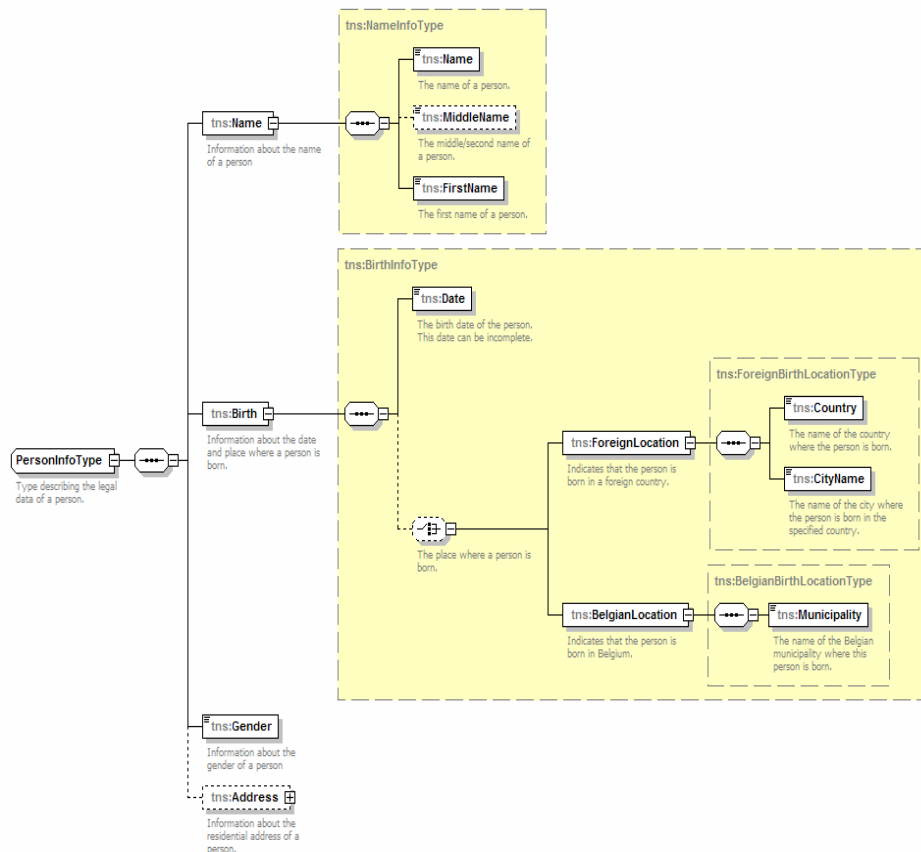 tns:NameInfoType
tns:Name
The name of a person.
tns:MiddleName
The middle/second name of
a person.
tns:FirstName
The first name of a person.
tns:Name
Information about the name
of a person
tns:BirthInfoType
tns:Date
The birth date of the person.
This date can be incomplete.
tns:Birth
Information about the date
and place where a person is
born.
PersonInfoType
Type describing the legal
data of a person.
tns:ForeignBirthLocationType
tns:Country
The name of the country
where the person is born.
tns:ForeignLocation
Indicates that the person is
born in a foreign country.
tns:CityName
The name of the city where
the person is born in the
specified country.
The place where a person is
born.
tns:BelgianBirthLocationType
tns:BelgianLocation
Indicates that the person is
born in Belgium.
tns:Municipality
The name of the Belgian
municipality where this
person is born.
tns:Gender
Information about the
gender of a person
tns:Address
Information about the
residential address of a
person.